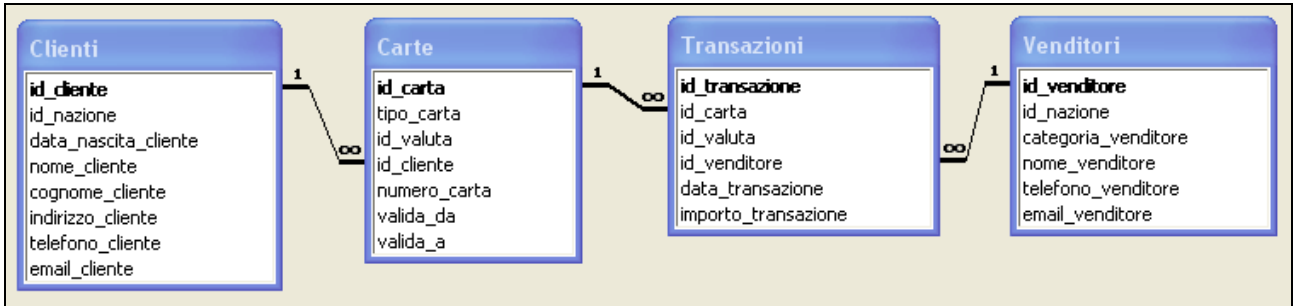 Clienti
id_cliente
id_nazione
data_nascita_cliente
nome_cliente
cognome_cliente
indirizzo_cliente
telefono_cliente
email_cliente
1
∞
Carte
id_carta
tipo_carta
id_valuta
id_cliente
numero_carta
valida_da
valida_a
1
∞
Transazioni
id_transazione
id_carta
id_valuta
id_venditore
data_transazione
importo_transazione
∞
1
Venditori
id_venditore
id_nazione
categoria_venditore
nome_venditore
telefono_venditore
email_venditore